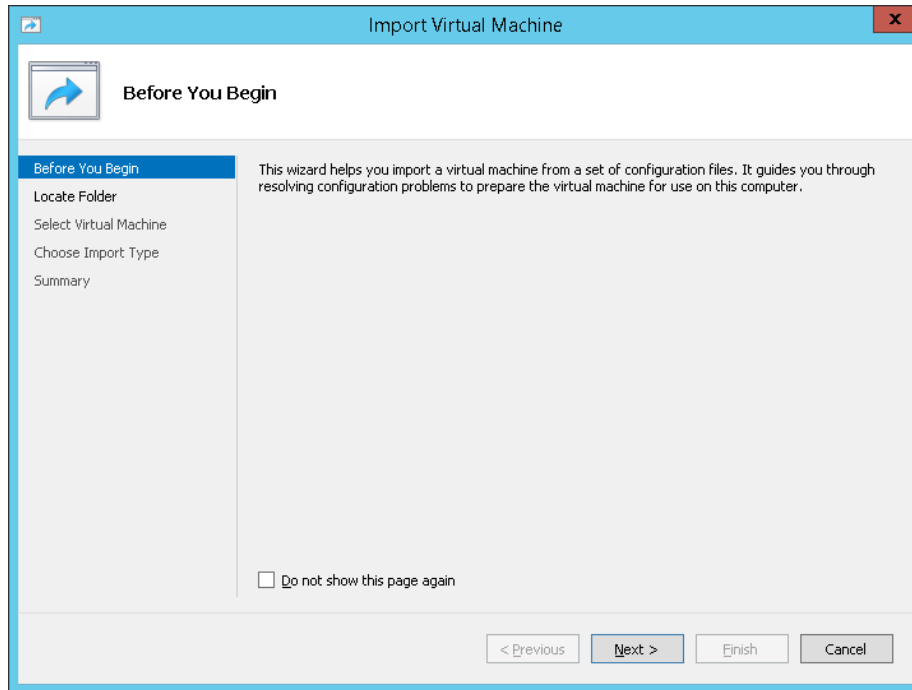 Import Virtual Machine
x
Before You Begin
Before You Begin
Locate Folder
Select Virtual Machine
Choose Import Type
Summary
This wizard helps you import a virtual machine from a set of configuration files. It guides you through
resolving configuration problems to prepare the virtual machine for use on this computer.
Do not show this page again
< Previous
Next >
Finish
Cancel